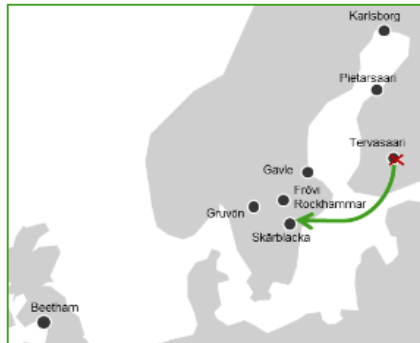 Karlsborg
Pietarsaari
Tervasaari
Gavle
Frövi
Rockhammar
Gruvön
Skärblacka
Beetham